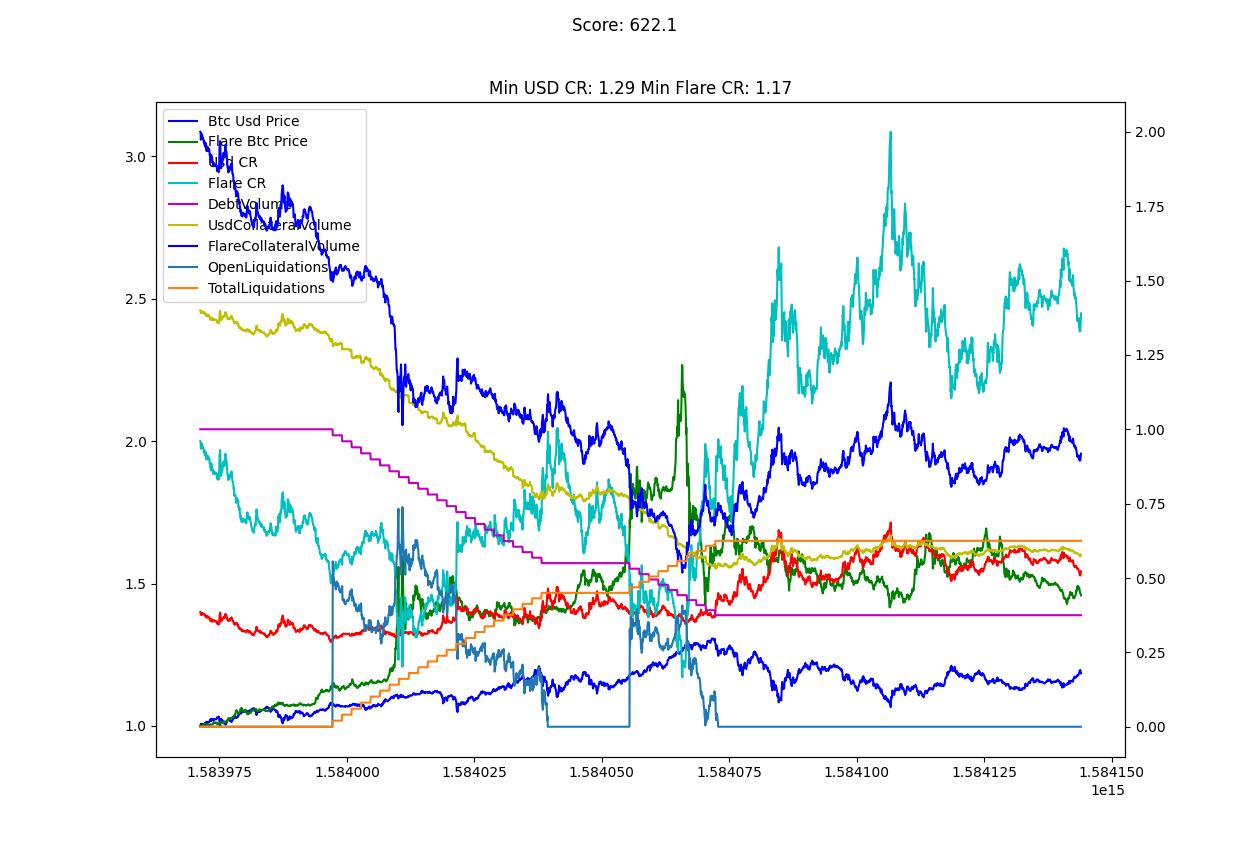 Score: 622.1
Min USD CR: 1.29 Min Flare CR: 1.17
Btc Usd Price
Flare Btc Price
Usd CR
Flare CR
DebtVolume
UsdCollateralVolume
FlareCollateralVolume
OpenLiquidations
TotalLiquidations
3.0
2.5
2.0
1.5
1.0
2.00
1.75
1.50
1.25
1.00
0.75
0.50
0.25
0.00
1.583975 1.584000 1.584025 1.584050 1.584075 1.584100 1.584125 1.584150
1e15